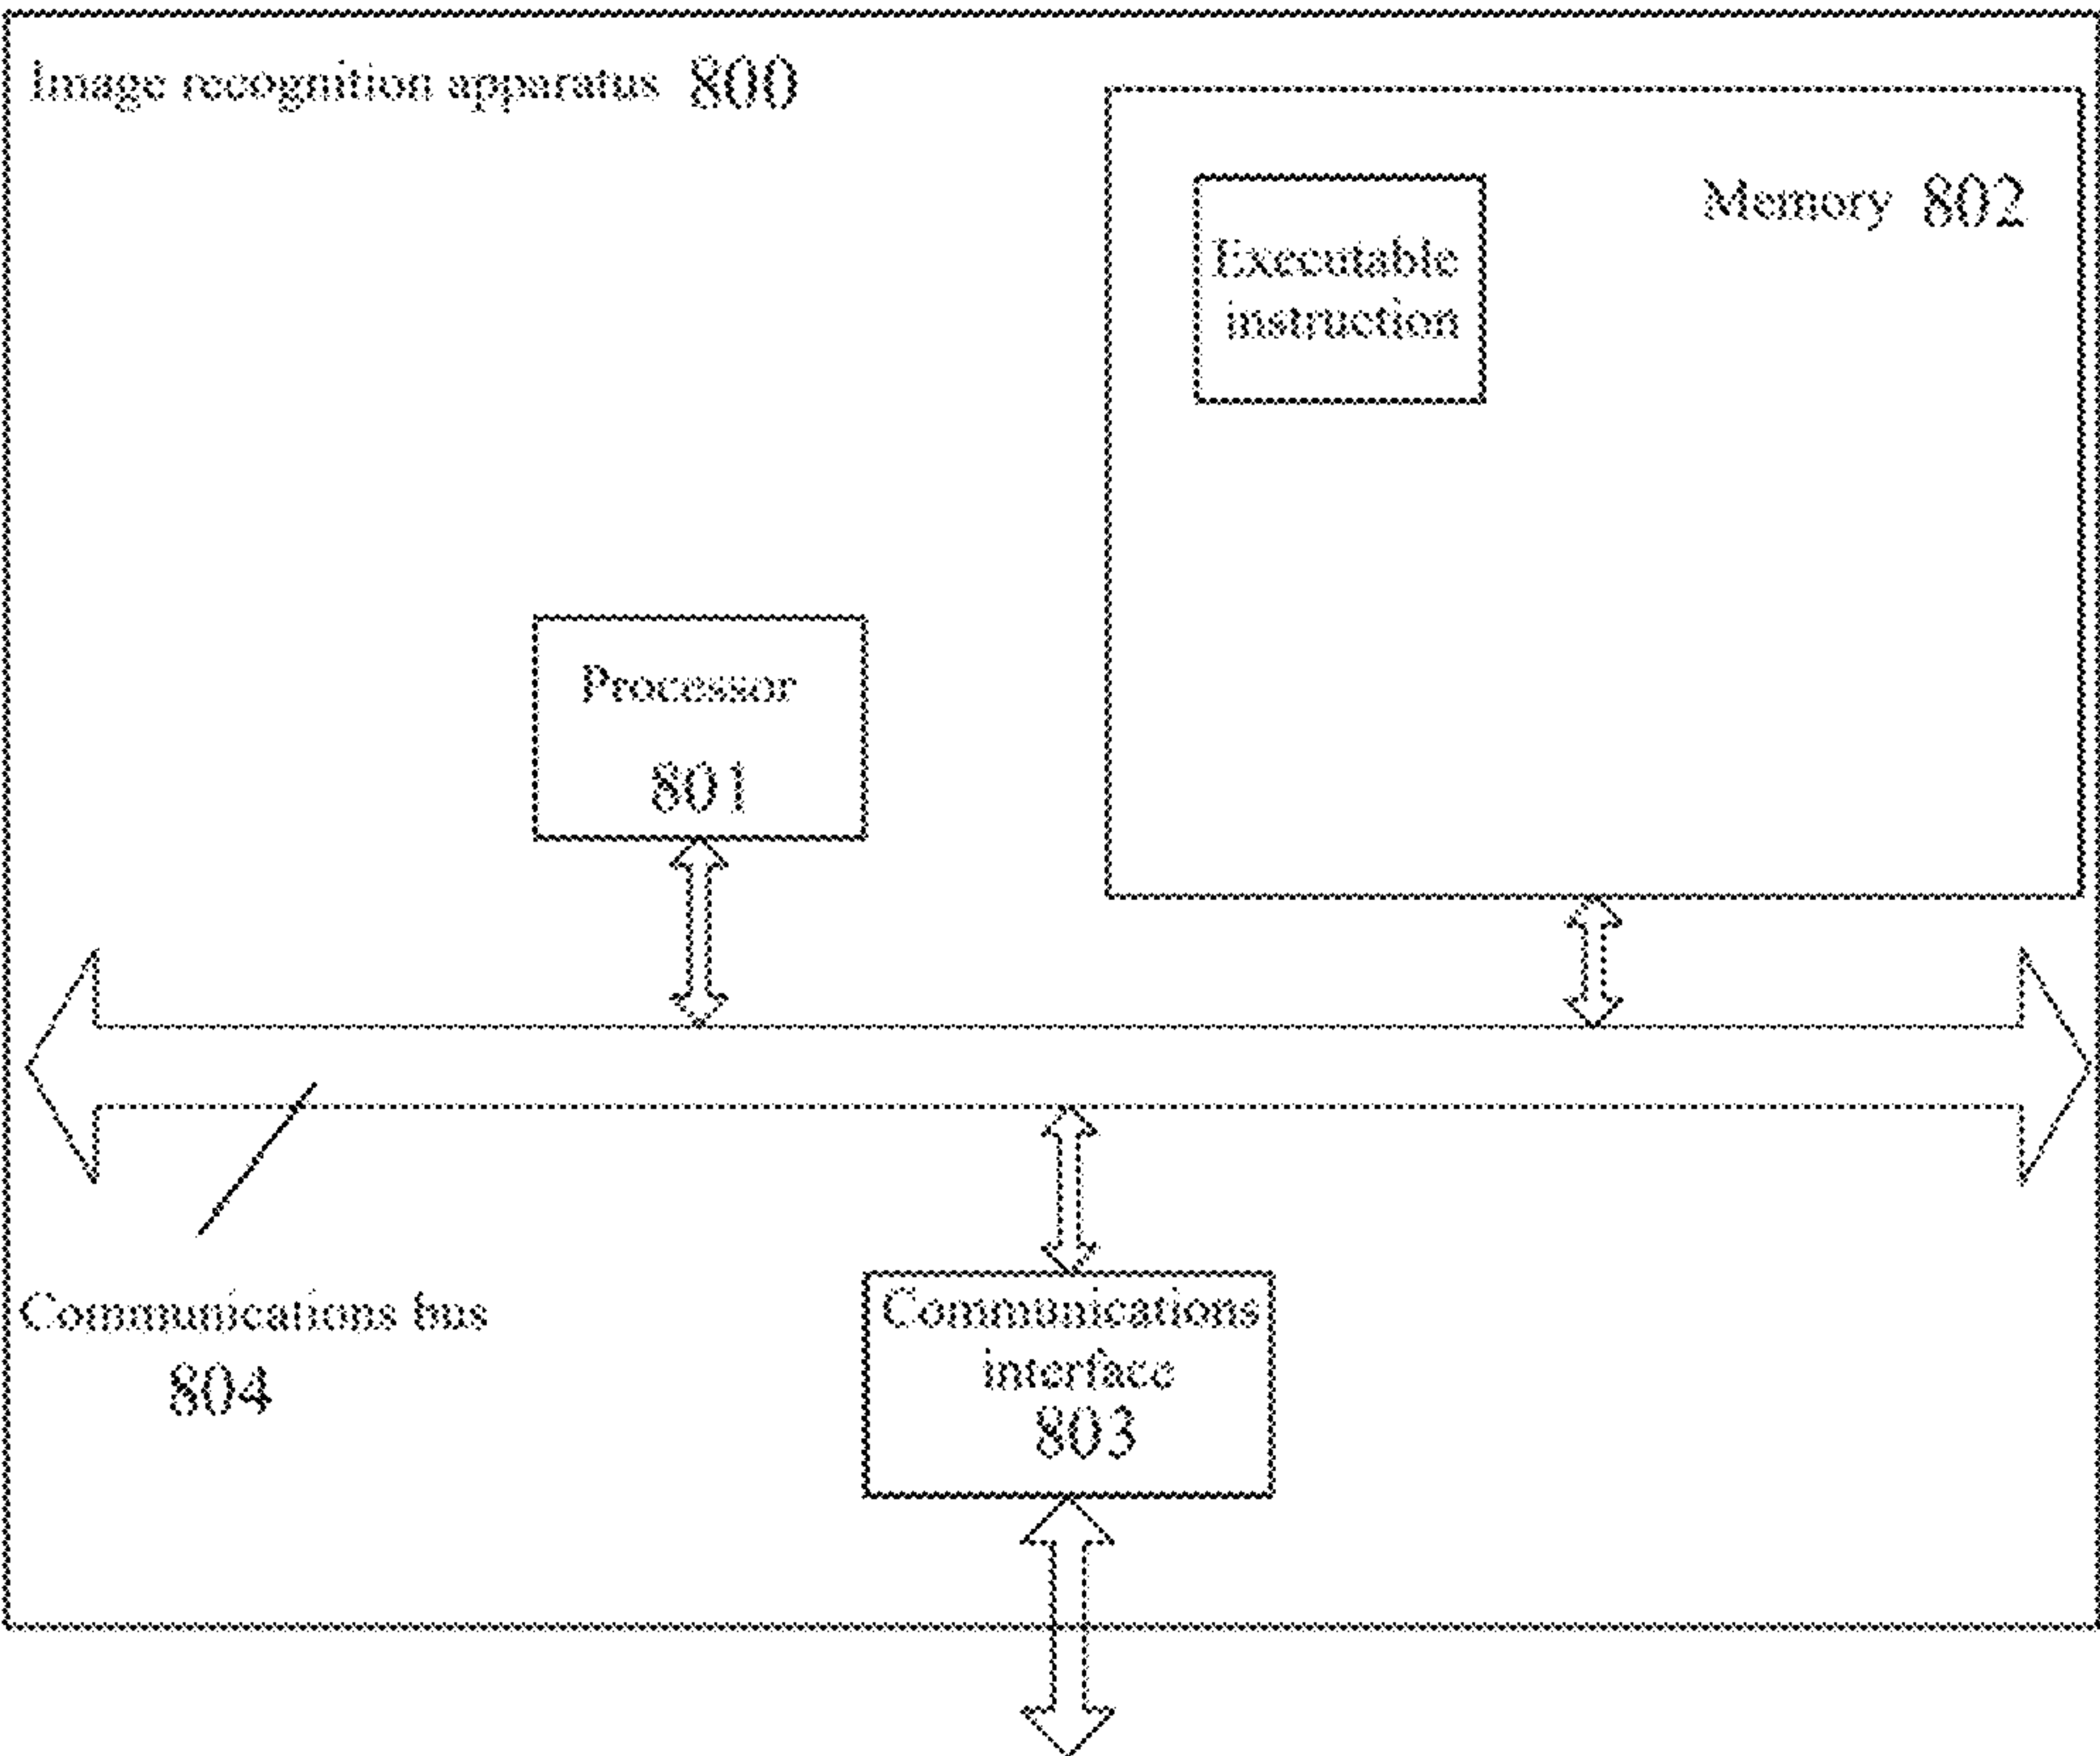 Image recognition apparatus 800
Memory 802
Executable
instruction
Processor
801
Communications bus
804
Communications
interface
803